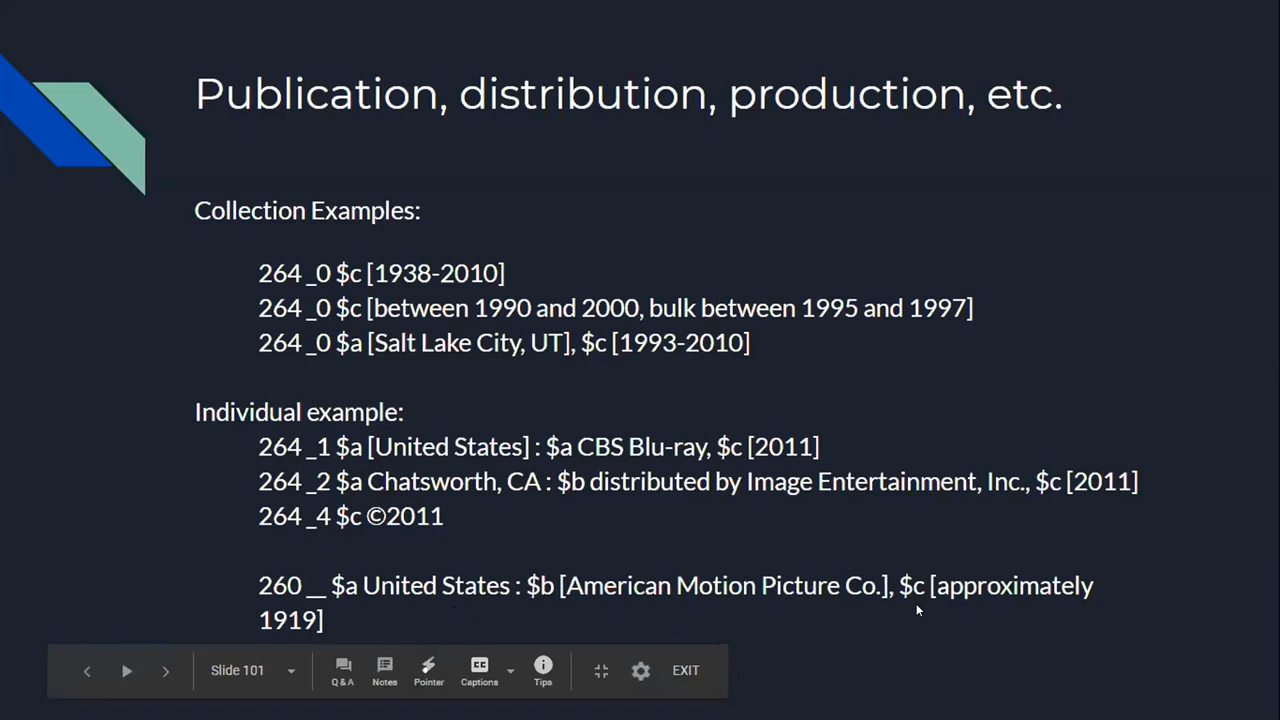 Publication, distribution, production, etc.
Collection Examples:
264 _0 $c [1938-2010]
264 _0 $c [between 1990 and 2000, bulk between 1995 and 1997]
264 _0 $a [Salt Lake City, UT], $c [1993-2010]
Individual example:
264 _1 $a [United States] : $a CBS Blu-ray, $c [2011]
264 _2 $a Chatsworth, CA : $b distributed by Image Entertainment, Inc., $c [2011]
264 _4 $c ©2011
260 __ $a United States : $b [American Motion Picture Co.], $c [approximately
1919]
Slide 101 Q&A Notes Pointer CC Captions Tips EXIT